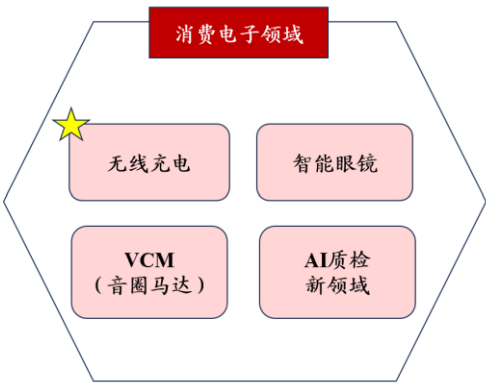 消费电子领域
无线充电
智能眼镜
VCM
（音圈马达）
AI质检
新领域